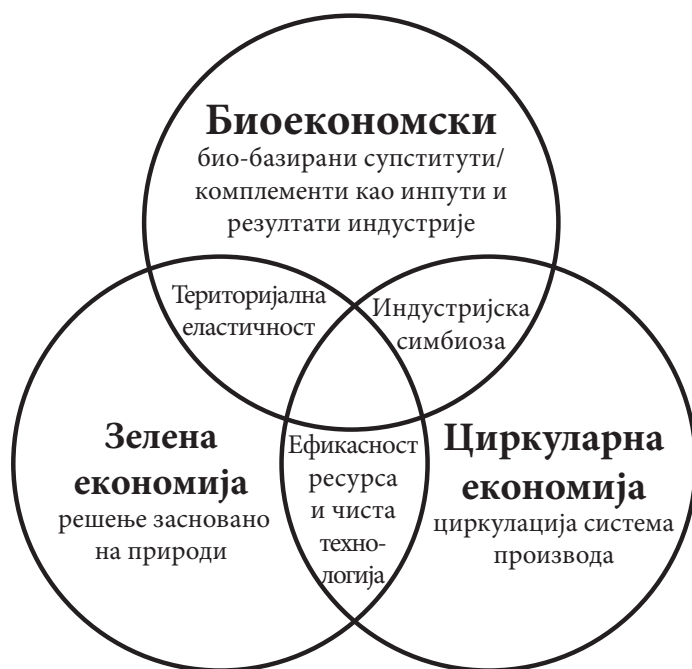 Биоекономски
био-базирани супститути/
комплементи као инпути и
резултати индустрије
Територијална
еластичност
Индустријска
симбиоза
Зелена
економија
решење засновано
на природи
Ефикасност
ресурса
и чиста
техно-
логија
Циркуларна
економија
циркулација система
производа